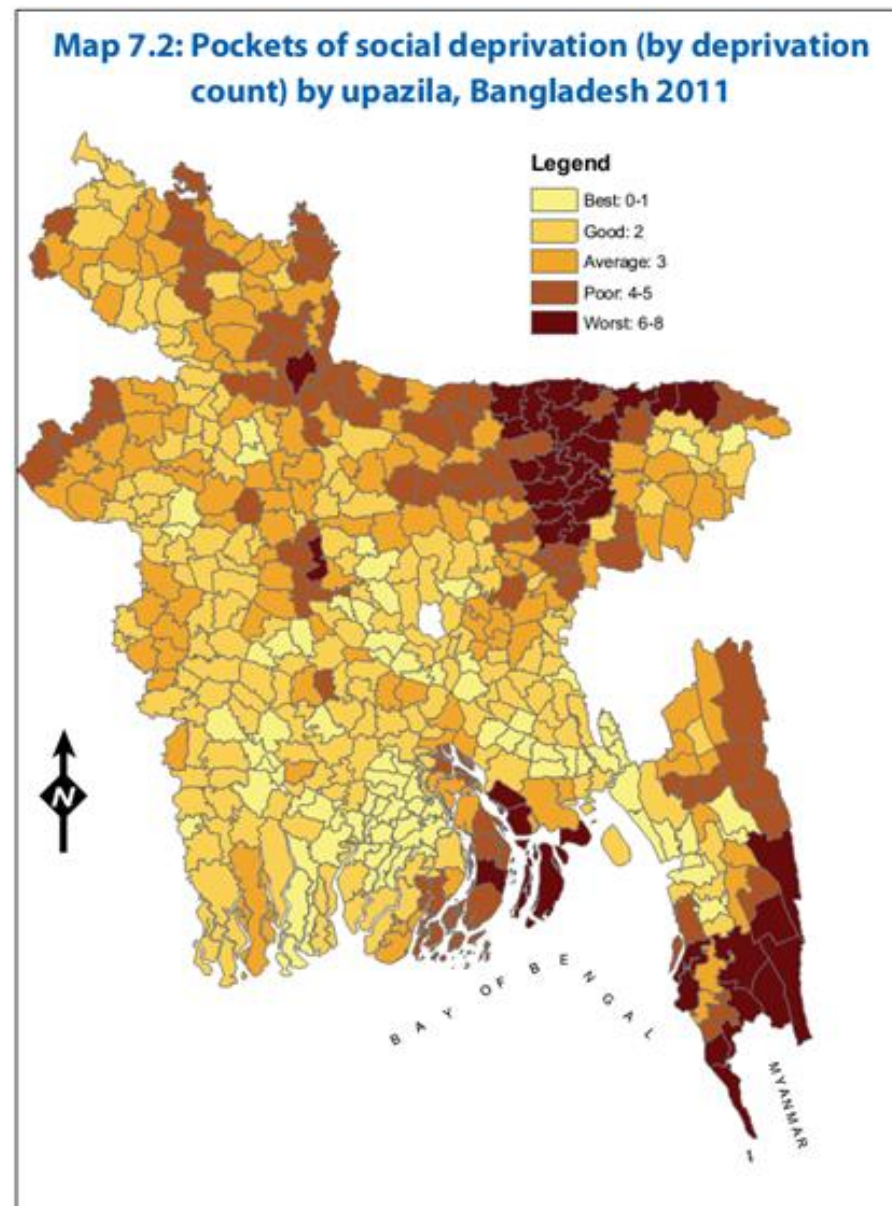 Map 7.2: Pockets of social deprivation (by deprivation
count) by upazila, Bangladesh 2011
Legend
Best: 0-1
Good: 2
Average: 3
Poor: 4-5
Worst: 6-8
N
BAY OF BENGAL
MYANMAR